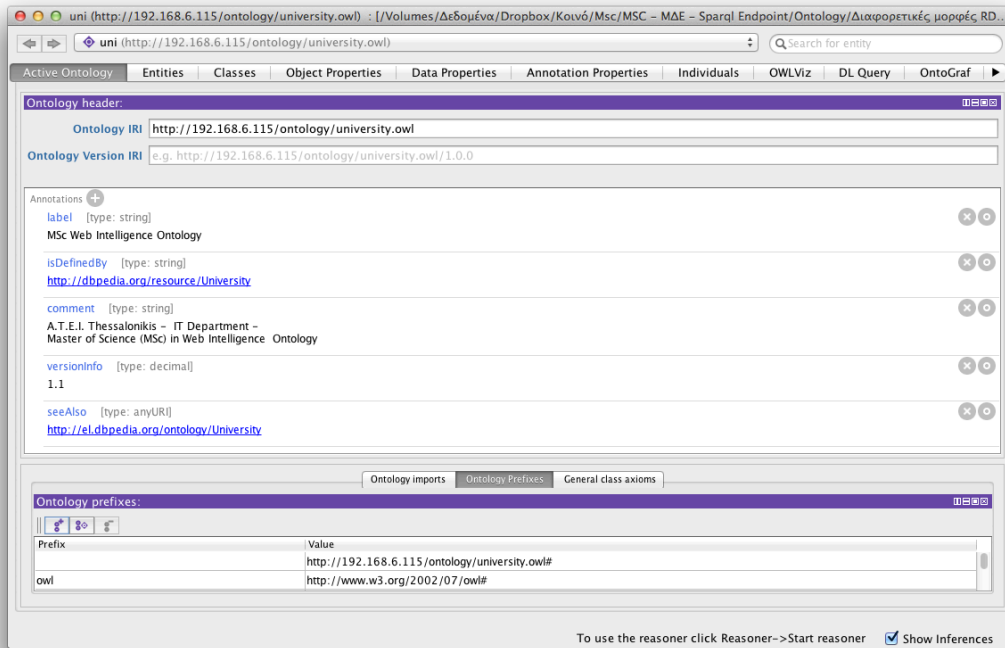 uni (http://192.168.6.115/ontology/university.owl) : [/Volumes/Δεδομένα/Dropbox/Κοινό/Msc/MSC – ΜΔΕ – Sparql Endpoint/Ontology/Διαφορετικές μορφές RD...
uni (http://192.168.6.115/ontology/university.owl)
Search for entity
Active Ontology Entities Classes Object Properties Data Properties Annotation Properties Individuals OWLViz DL Query OntoGraf
Ontology header:
Ontology IRI http://192.168.6.115/ontology/university.owl
Ontology Version IRI e.g. http://192.168.6.115/ontology/university.owl/1.0.0
Annotations
label [type: string]
MSc Web Intelligence Ontology
isDefinedBy [type: string]
http://dbpedia.org/resource/University
comment [type: string]
A.T.E.I. Thessalonikis – IT Department –
Master of Science (MSc) in Web Intelligence Ontology
versionInfo [type: decimal]
1.1
seeAlso [type: anyURI]
http://el.dbpedia.org/ontology/University
Ontology imports Ontology Prefixes General class axioms
Ontology prefixes:
Prefix Value
http://192.168.6.115/ontology/university.owl#
owl http://www.w3.org/2002/07/owl#
To use the reasoner click Reasoner->Start reasoner Show Inferences